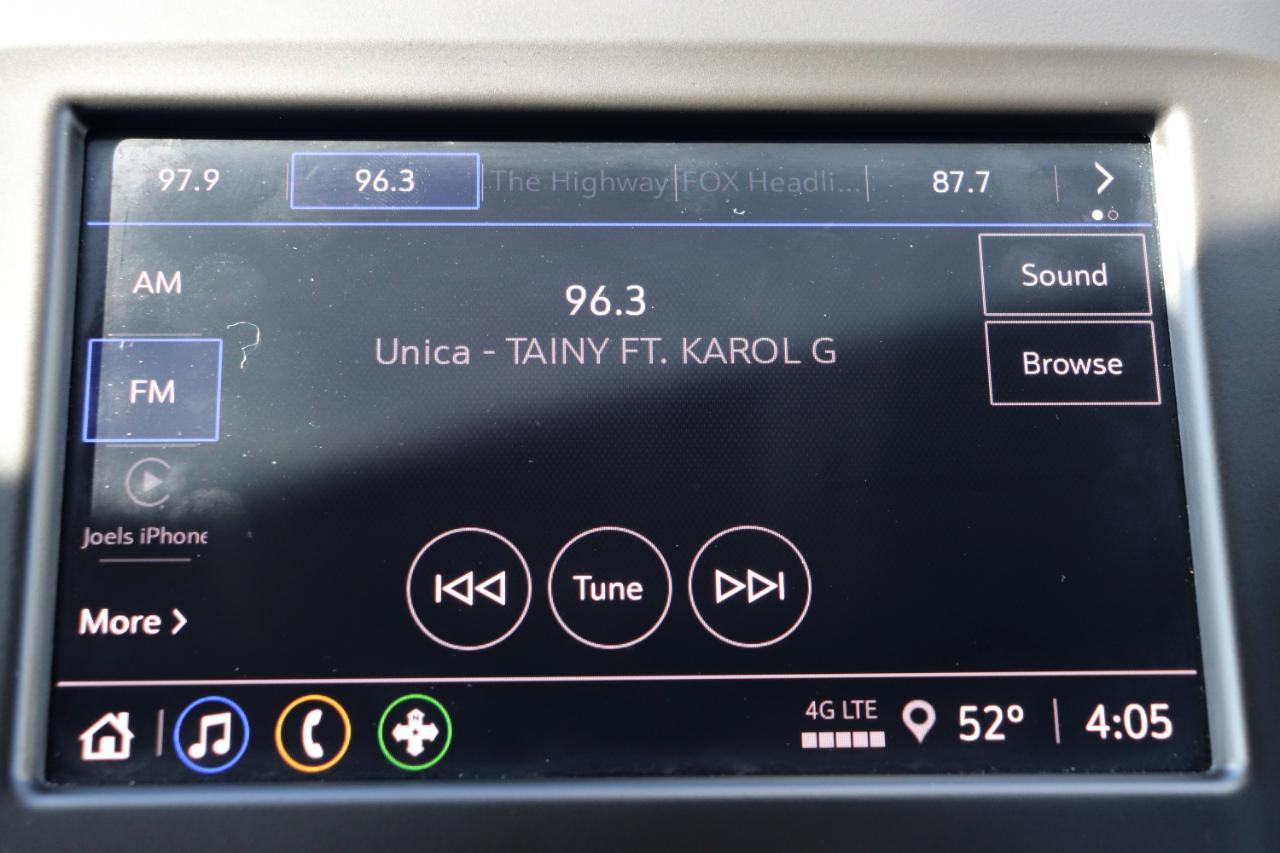 97.9 96.3 The Highway FOX Headli... 87.7
AM
96.3
Sound
Unica - TAINY FT. KAROL G
Browse
FM
Joels iPhone
Tune
More
4G LTE 52° 4:05
N